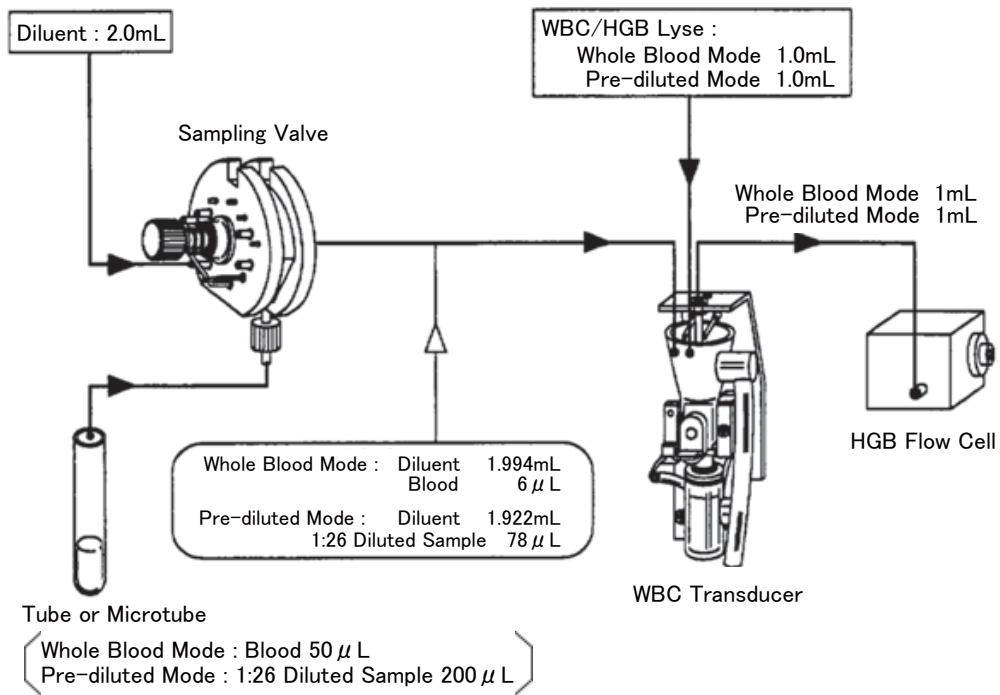 Diluent : 2.0mL
WBC/HGB Lyse :
Whole Blood Mode 1.0mL
Pre-diluted Mode 1.0mL
Sampling Valve
Whole Blood Mode 1mL
Pre-diluted Mode 1mL
HGB Flow Cell
Whole Blood Mode : Diluent 1.994mL
Blood 6 μ L
Pre-diluted Mode : Diluent 1.922mL
1:26 Diluted Sample 78 μ L
WBC Transducer
Tube or Microtube
Whole Blood Mode : Blood 50 μ L
Pre-diluted Mode : 1:26 Diluted Sample 200 μ L